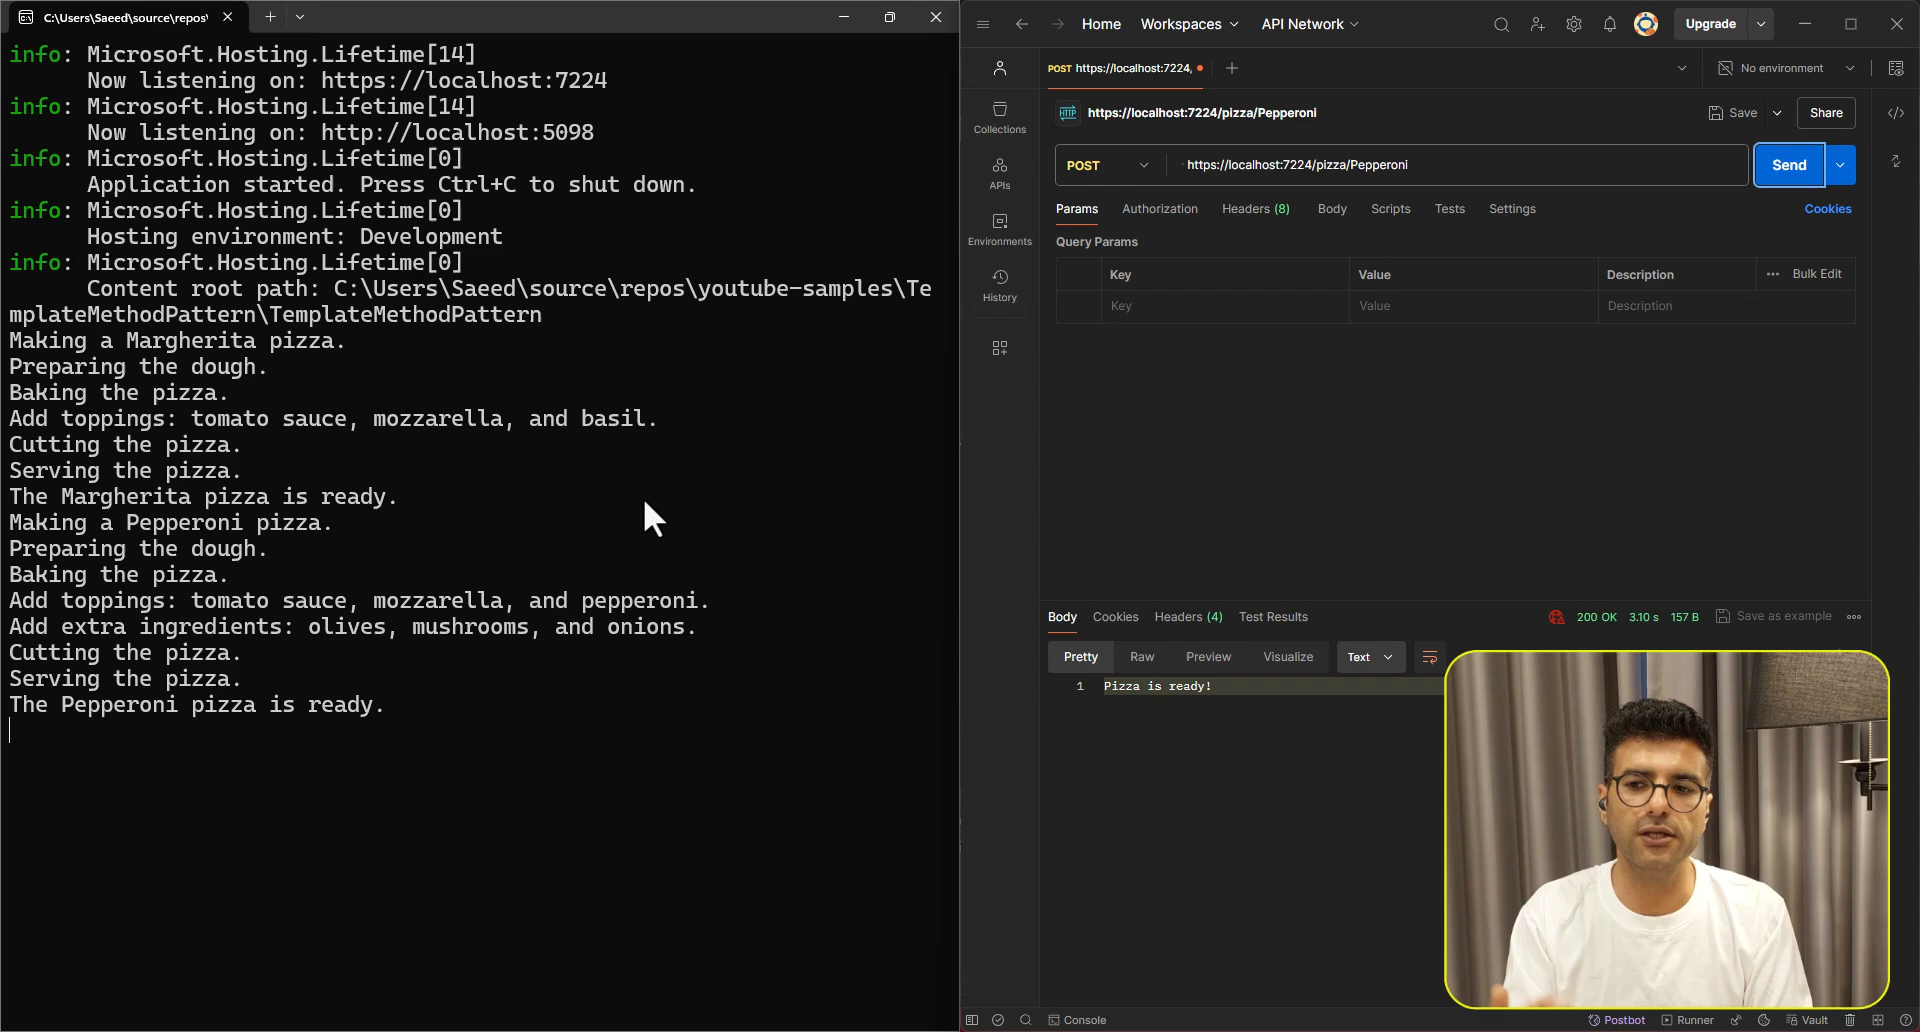 C:\Users\Saeed\source\repos\
info: Microsoft.Hosting.Lifetime[14]
Now listening on: https://localhost:7224
info: Microsoft.Hosting.Lifetime[14]
Now listening on: http://localhost:5098
info: Microsoft.Hosting.Lifetime[0]
Application started. Press Ctrl+C to shut down.
info: Microsoft.Hosting.Lifetime[0]
Hosting environment: Development
info: Microsoft.Hosting.Lifetime[0]
Content root path: C:\Users\Saeed\source\repos\youtube-samples\Te
mplateMethodPattern\TemplateMethodPattern
Making a Margherita pizza.
Preparing the dough.
Baking the pizza.
Add toppings: tomato sauce, mozzarella, and basil.
Cutting the pizza.
Serving the pizza.
The Margherita pizza is ready.
Making a Pepperoni pizza.
Preparing the dough.
Baking the pizza.
Add toppings: tomato sauce, mozzarella, and pepperoni.
Add extra ingredients: olives, mushrooms, and onions.
Cutting the pizza.
Serving the pizza.
The Pepperoni pizza is ready.
Home Workspaces API Network Upgrade
POST https://localhost:7224, No environment
HTTP https://localhost:7224/pizza/Pepperoni Save Share
POST https://localhost:7224/pizza/Pepperoni Send
Params Authorization Headers (8) Body Scripts Tests Settings Cookies
Query Params
Key Value Description Bulk Edit
Key Value Description
Collections
APIs
Environments
History
Body Cookies Headers (4) Test Results 200 OK 3.10 s 157 B Save as example
Pretty Raw Preview Visualize Text
1 Pizza is ready!
Console Postbot Runner Vault